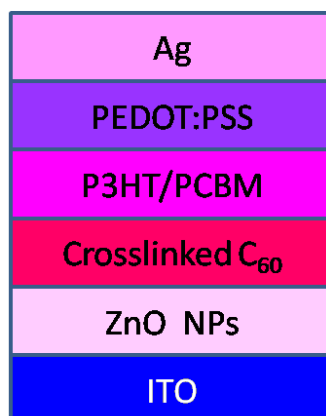 Ag
PEDOT:PSS
P3HT/PCBM
Crosslinked C₆₀
ZnO NPs
ITO